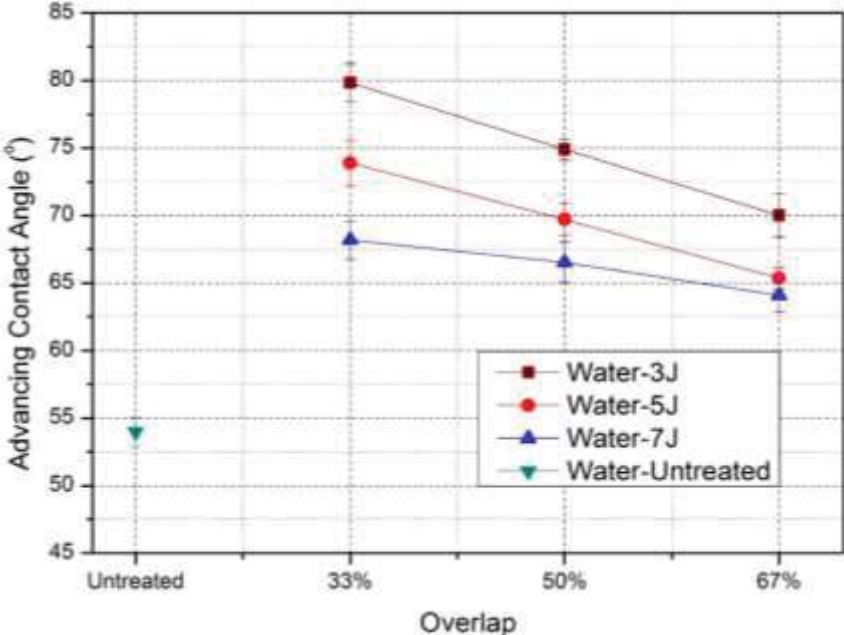 85
80
75
70
65
60
55
50
45
Advancing Contact Angle (°)
Water-3J
Water-5J
Water-7J
Water-Untreated
Untreated
33%
50%
67%
Overlap